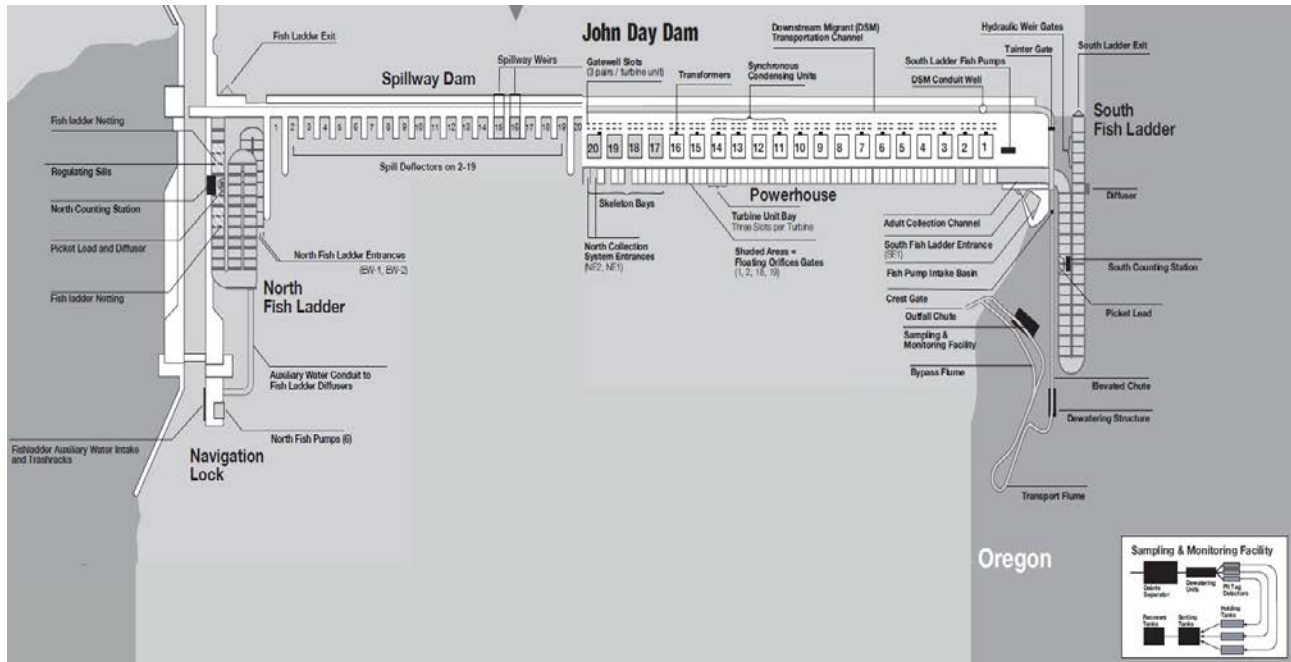 John Day Dam
Fish Ladder Exit
Spillway Dam
Spillway Weirs
Gatewell Slots
(3 pairs / turbine unit)
Transformers
Synchronous
Condensing Units
Downstream Migrant (DSM)
Transportation Channel
South Ladder Fish Pumps
Hydraulic Weir Gates
Tainter Gate
DSM Conduit Well
South Ladder Exit
South
Fish Ladder
Fish ladder Netting
Regulating Sills
North Counting Station
Picket Lead and Diffusor
Fish ladder Netting
1 2 3 4 5 6 7 8 9 10 11 12 13 14 15 16 17 18 19 20
Spill Deflectors on 2-19
20 19 18 17 16 15 14 13 12 11 10 9 8 7 6 5 4 3 2 1
North Fish Ladder Entrances
(EW-1, EW-2)
North
Fish Ladder
Skeleton Bays
North Collection
System Entrances
(NE2, NE1)
Powerhouse
Turbine Unit Bay
Three Slots per Turbine
Shaded Areas =
Floating Orifices Gates
(1, 2, 18, 19)
Adult Collection Channel
South Fish Ladder Entrance
(SE1)
Fish Pump Intake Basin
Crest Gate
Outfall Chute
Sampling &
Monitoring Facility
Bypass Flume
Diffuser
South Counting Station
Picket Lead
Elevated Chute
Dewatering Structure
Transport Flume
Auxiliary Water Conduit to
Fish Ladder Diffusers
North Fish Pumps (6)
Fishladder Auxiliary Water Intake
and Trashracks
Navigation
Lock
Oregon
Sampling & Monitoring Facility
Debris
Separator
Dewatering
Units
Pit Tag
Detectors
Recovery
Tanks
Sorting
Tanks
Holding
Tanks